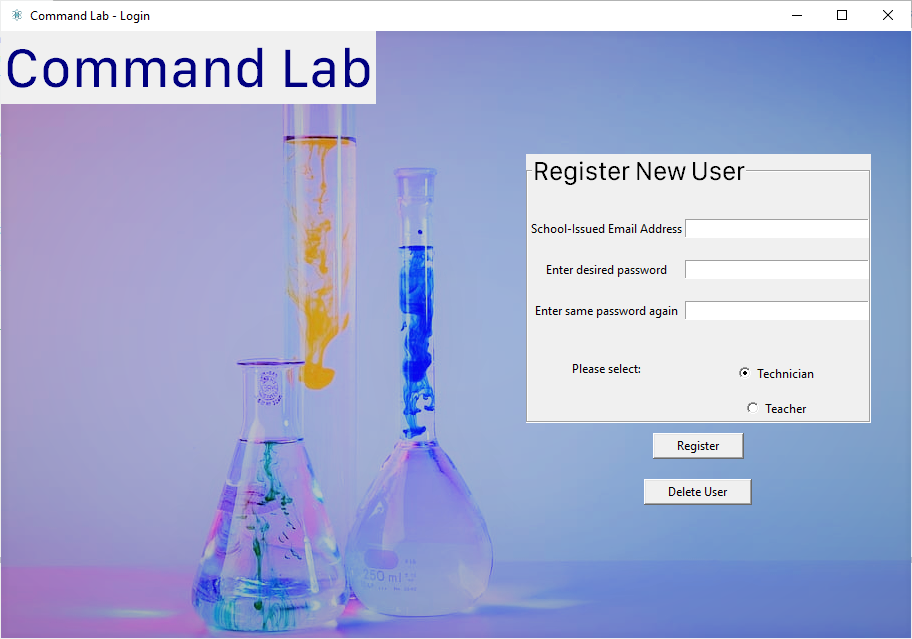 Command Lab - Login
Command Lab
Register New User
School-Issued Email Address
Enter desired password
Enter same password again
Please select:
Technician
Teacher
Register
Delete User
250 ml